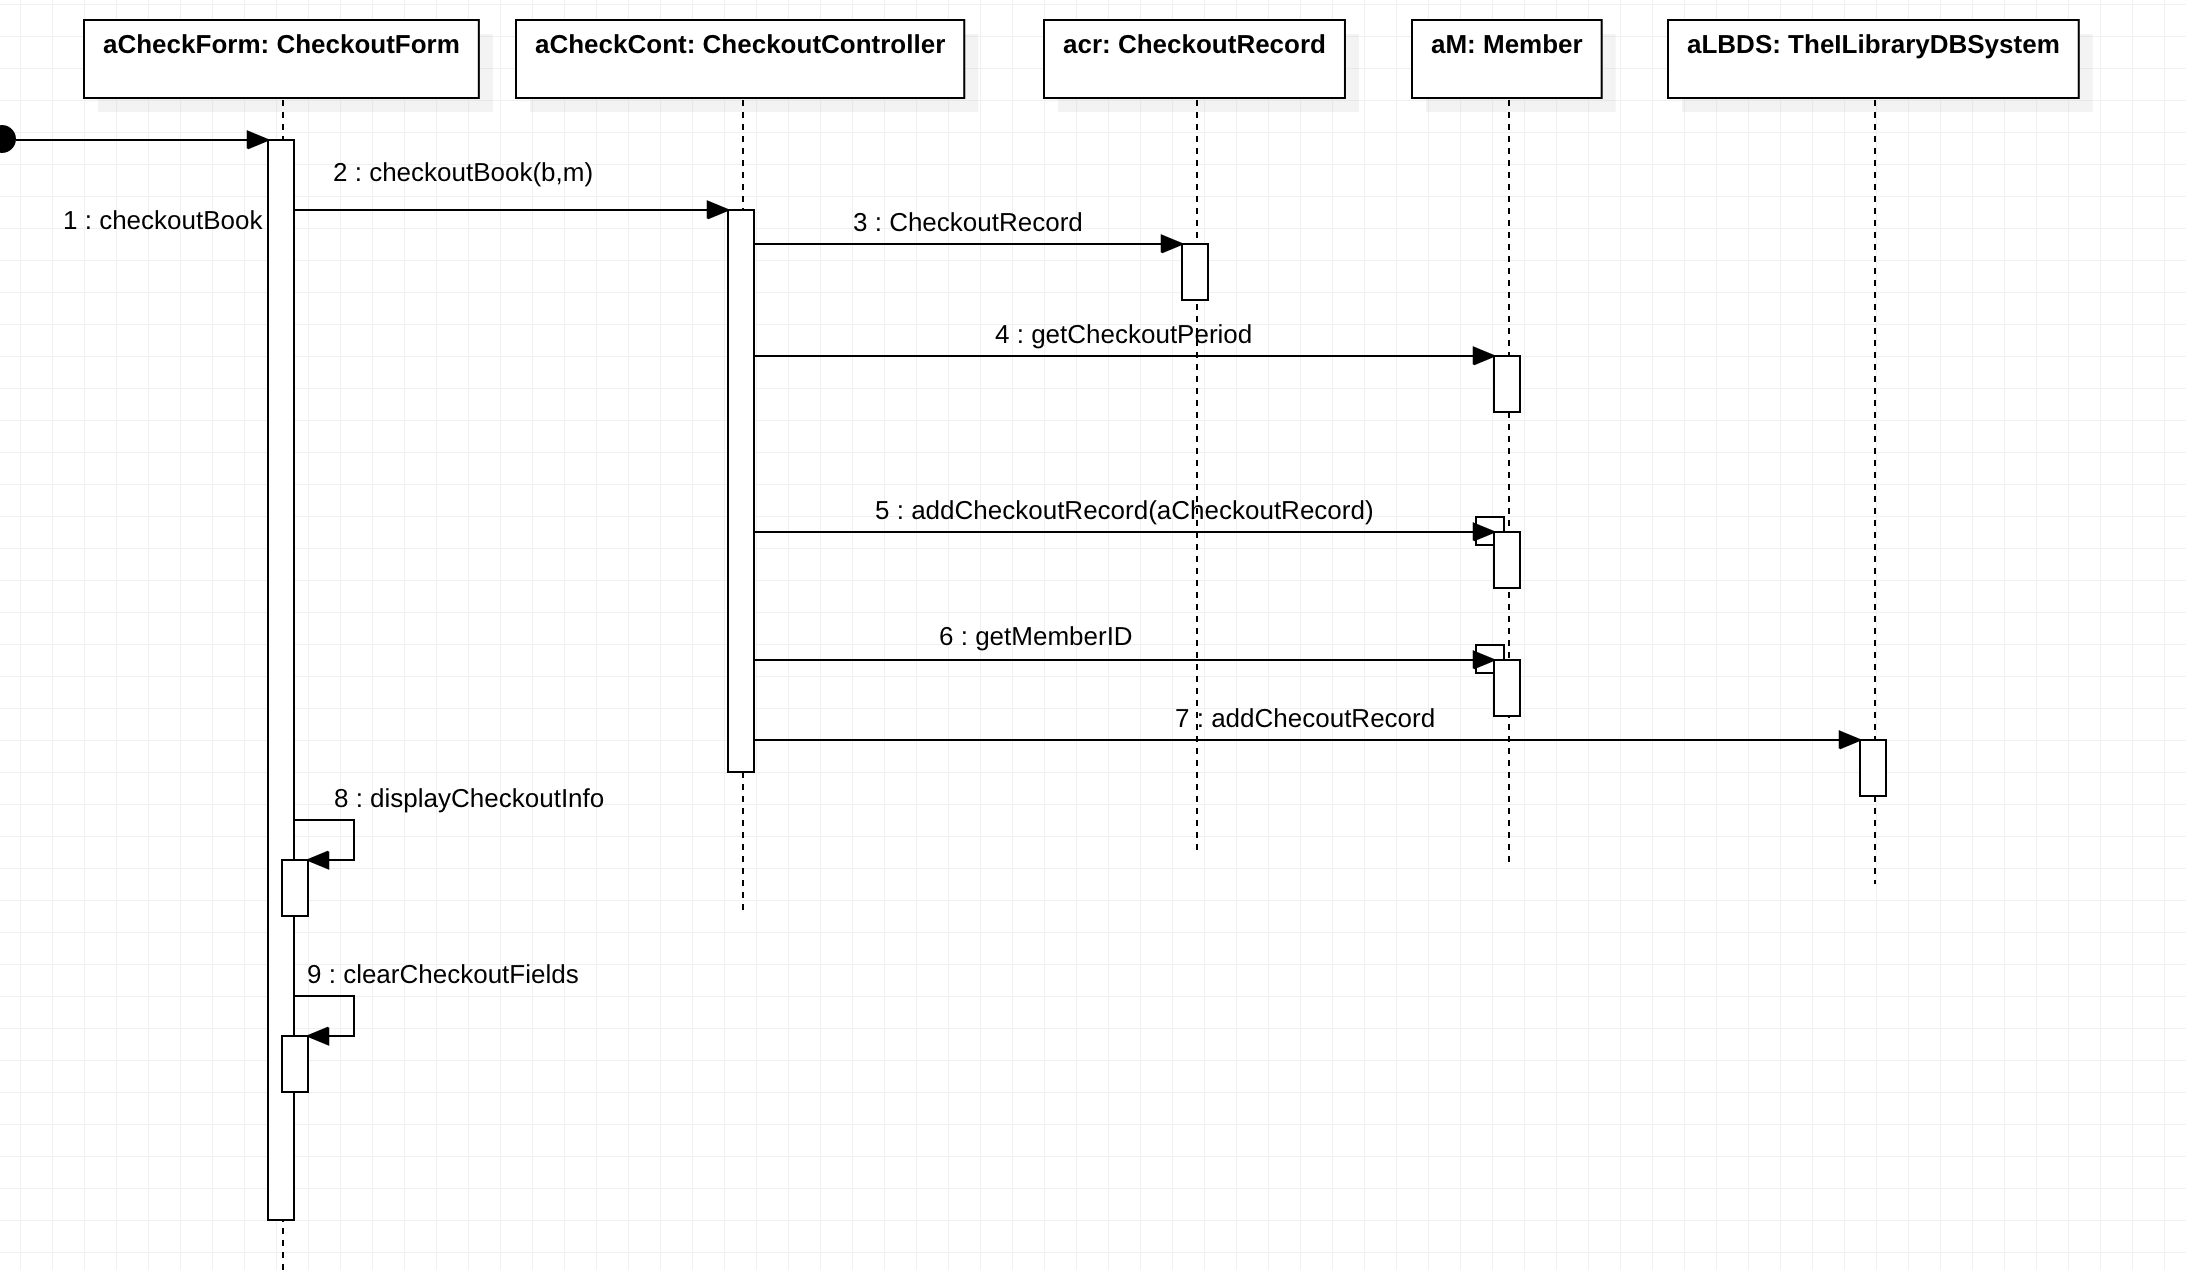 aCheckForm: CheckoutForm
aCheckCont: CheckoutController
acr: CheckoutRecord
aM: Member
aLBDS: TheILibraryDBSystem
2 : checkoutBook(b,m)
1 : checkoutBook
3 : CheckoutRecord
4 : getCheckoutPeriod
5 : addCheckoutRecord(aCheckoutRecord)
6 : getMemberID
7 : addChecoutRecord
8 : displayCheckoutInfo
9 : clearCheckoutFields